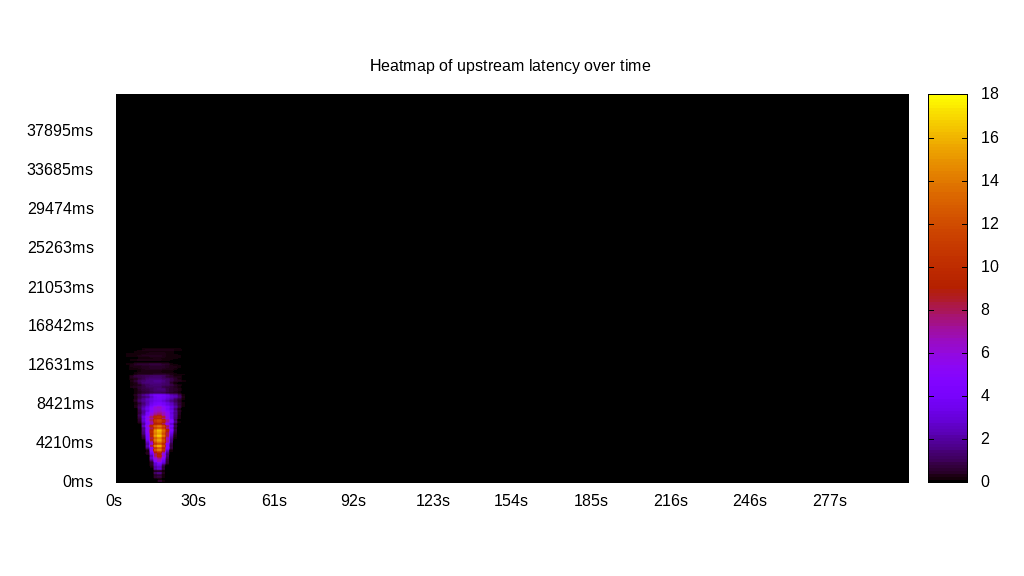 Heatmap of upstream latency over time
37895ms
33685ms
29474ms
25263ms
21053ms
16842ms
12631ms
8421ms
4210ms
0ms
0s 30s 61s 92s 123s 154s 185s 216s 246s 277s
18
16
14
12
10
8
6
4
2
0